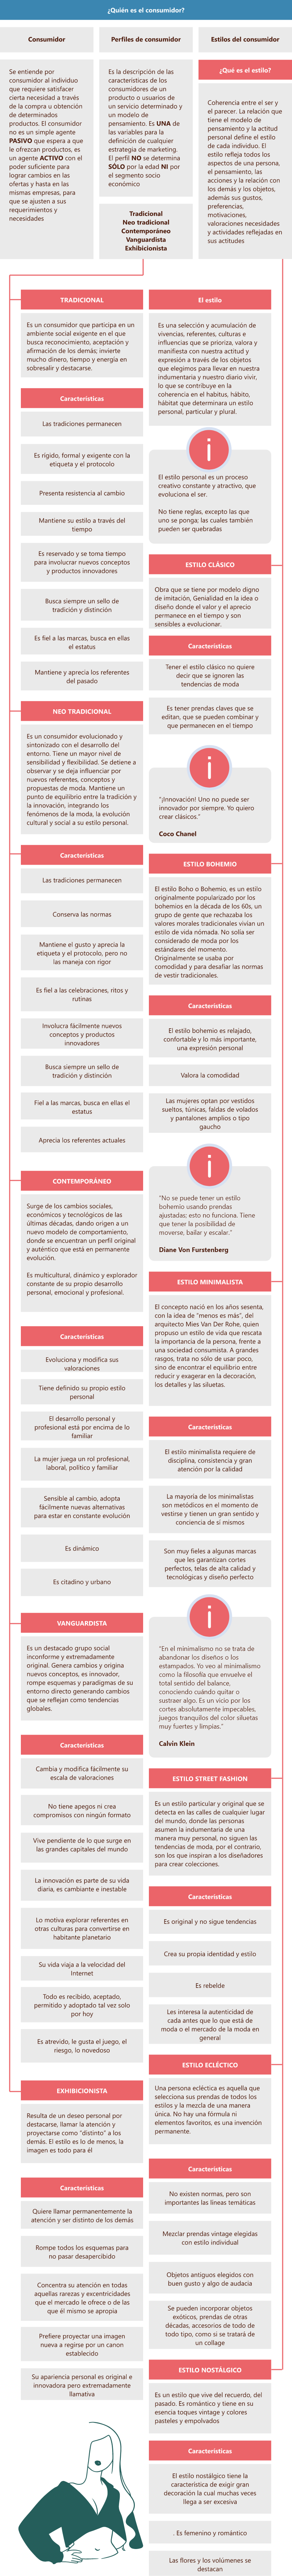 ¿Quién es el consumidor?
Consumidor
Se entiende por
consumidor al individuo
que requiere satisfacer
cierta necesidad a través
de la compra u obtención
de determinados
productos. El consumidor
no es un simple agente
PASIVO que espera a que
le ofrezcan productos, es
un agente ACTIVO con el
poder suficiente para
lograr cambios en las
ofertas y hasta en las
mismas empresas, para
que se ajusten a sus
requerimientos y
necesidades
Perfiles de consumidor
Es la descripción de las
características de los
consumidores de un
producto o usuarios de
un servicio determinado y
un modelo de
pensamiento. Es UNA de
las variables para la
definición de cualquier
estrategia de marketing.
El perfil NO se determina
SÓLO por la edad NI por
el segmento socio
económico
Tradicional
Neo tradicional
Contemporáneo
Vanguardista
Exhibicionista
Estilos del consumidor
¿Qué es el estilo?
Coherencia entre el ser y
el parecer. La relación que
tiene el modelo de
pensamiento y la actitud
personal define el estilo
de cada individuo. El
estilo refleja todos los
aspectos de una persona,
el pensamiento, las
acciones y la relación con
los demás y los objetos,
además sus gustos,
preferencias,
motivaciones,
valoraciones necesidades
y actividades reflejadas en
sus actitudes
TRADICIONAL
Es un consumidor que participa en un
ambiente social exigente en el que
busca reconocimiento, aceptación y
afirmación de los demás; invierte
mucho dinero, tiempo y energía en
sobresalir y destacarse.
Características
Las tradiciones permanecen
Es rígido, formal y exigente con la
etiqueta y el protocolo
Presenta resistencia al cambio
Mantiene su estilo a través del
tiempo
Es reservado y se toma tiempo
para involucrar nuevos conceptos
y productos innovadores
Busca siempre un sello de
tradición y distinción
Es fiel a las marcas, busca en ellas
el estatus
Mantiene y aprecia los referentes
del pasado
NEO TRADICIONAL
Es un consumidor evolucionado y
sintonizado con el desarrollo del
entorno. Tiene un mayor nivel de
sensibilidad y flexibilidad. Se detiene a
observar y se deja influenciar por
nuevos referentes, conceptos y
propuestas de moda. Mantiene un
punto de equilibrio entre la tradición y
la innovación, integrando los
fenómenos de la moda, la evolución
cultural y social a su estilo personal.
Características
Las tradiciones permanecen
Conserva las normas
Mantiene el gusto y aprecia la
etiqueta y el protocolo, pero no
las maneja con rigor
Es fiel a las celebraciones, ritos y
rutinas
Involucra fácilmente nuevos
conceptos y productos
innovadores
Busca siempre un sello de
tradición y distinción
Fiel a las marcas, busca en ellas el
estatus
Aprecia los referentes actuales
CONTEMPORÁNEO
Surge de los cambios sociales,
económicos y tecnológicos de las
últimas décadas, dando origen a un
nuevo modelo de comportamiento,
donde se encuentran un perfil original
y auténtico que está en permanente
evolución.
Es multicultural, dinámico y explorador
constante de su propio desarrollo
personal, emocional y profesional.
Características
Evoluciona y modifica sus
valoraciones
Tiene definido su propio estilo
personal
El desarrollo personal y
profesional está por encima de lo
familiar
La mujer juega un rol profesional,
laboral, político y familiar
Sensible al cambio, adopta
fácilmente nuevas alternativas
para estar en constante evolución
Es dinámico
Es citadino y urbano
VANGUARDISTA
Es un destacado grupo social
inconforme y extremadamente
original. Genera cambios y origina
nuevos conceptos, es innovador,
rompe esquemas y paradigmas de su
entorno directo generando cambios
que se reflejan como tendencias
globales.
Características
Cambia y modifica fácilmente su
escala de valoraciones
No tiene apegos ni crea
compromisos con ningún formato
Vive pendiente de lo que surge en
las grandes capitales del mundo
La innovación es parte de su vida
diaria, es cambiante e inestable
Lo motiva explorar referentes en
otras culturas para convertirse en
habitante planetario
Su vida viaja a la velocidad del
Internet
Todo es recibido, aceptado,
permitido y adoptado tal vez solo
por hoy
Es atrevido, le gusta el juego, el
riesgo, lo novedoso
EXHIBICIONISTA
Resulta de un deseo personal por
destacarse, llamar la atención y
proyectarse como "distinto" a los
demás. El estilo es lo de menos, la
imagen es todo para él
Características
Quiere llamar permanentemente la
atención y ser distinto de los demás
Rompe todos los esquemas para
no pasar desapercibido
Concentra su atención en todas
aquellas rarezas y excentricidades
que el mercado le ofrece o de las
que él mismo se apropia
Prefiere proyectar una imagen
nueva a regirse por un canon
establecido
Su apariencia personal es original e
innovadora pero extremadamente
llamativa
El estilo
Es una selección y acumulación de
vivencias, referencias, culturas e
influencias que se prioriza, valora y
manifiesta con nuestra actitud y
expresión a través de los objetos
que elegimos para llevar en nuestra
indumentaria y nuestro diario vivir,
lo que se contribuye en la
coherencia en el habitus, hábito,
hábitat que determinara un estilo
personal, particular y plural.
i
El estilo personal es un proceso
creativo constante y atractivo, que
evoluciona el ser.
No tiene reglas, excepto las que
uno se ponga; las cuales también
pueden ser quebradas
ESTILO CLÁSICO
Obra que se tiene por modelo digno
de imitación, Genialidad en la idea o
diseño donde el valor y el aprecio
permanece en el tiempo y son
sensibles a evolucionar.
Características
Tener el estilo clásico no quiere
decir que se ignoren las
tendencias de moda
Es tener prendas claves que se
editan, que se pueden combinar y
que permanecen en el tiempo
i
"¡Innovación! Uno no puede ser
innovador por siempre. Yo quiero
crear clásicos."
Coco Chanel
ESTILO BOHEMIO
El estilo Boho o Bohemio, es un estilo
originalmente popularizado por los
bohemios en la década de los 60s, un
grupo de gente que rechazaba los
valores morales tradicionales vivían un
estilo de vida nómada. No solía ser
considerado de moda por los
estándares del momento.
Originalmente se usaba por
comodidad y para desafiar las normas
de vestir tradicionales.
Características
El estilo bohemio es relajado,
confortable y lo más importante,
una expresión personal
Valora la comodidad
Las mujeres optan por vestidos
sueltos, túnicas, faldas de volados
y pantalones amplios o tipo
gaucho
i
"No se puede tener un estilo
bohemio usando prendas
ajustadas; esto no funciona. Tiene
que tener la posibilidad de
moverse, bailar y escalar."
Diane Von Furstenberg
ESTILO MINIMALISTA
El concepto nació en los años sesenta,
con la idea de "menos es más", del
arquitecto Mies Van Der Rohe, quien
propuso un estilo de vida que rescata
la importancia de la persona, frente a
una sociedad consumista. A grandes
rasgos, trata no sólo de usar poco,
sino de encontrar el equilibrio entre
reducir y exagerar en la decoración,
los detalles y las siluetas.
Características
El estilo minimalista requiere de
disciplina, consistencia y gran
atención por la calidad
La mayoría de los minimalistas
son metódicos en el momento de
vestirse y tienen un gran sentido y
conciencia de sí mismos
Son muy fieles a algunas marcas
que les garantizan cortes
perfectos, telas de alta calidad y
tecnológicas y diseño perfecto
i
"En el minimalismo no se trata de
abandonar los diseños o los
estampados. Yo veo al minimalismo
como la filosofía que envuelve el
total sentido del balance,
conociendo cuándo quitar o
sustraer algo. Es un vicio por los
cortes absolutamente impecables,
juegos tranquilos del color siluetas
muy fuertes y limpias."
Calvin Klein
ESTILO STREET FASHION
Es un estilo particular y original que se
detecta en las calles de cualquier lugar
del mundo, donde las personas
asumen la indumentaria de una
manera muy personal, no siguen las
tendencias de moda, por el contrario,
son los que inspiran a los diseñadores
para crear colecciones.
Características
Es original y no sigue tendencias
Crea su propia identidad y estilo
Es rebelde
Les interesa la autenticidad de
cada antes que lo que está de
moda o el mercado de la moda en
general
ESTILO ECLÉCTICO
Una persona ecléctica es aquella que
selecciona sus prendas de todos los
estilos y la mezcla de una manera
única. No hay una fórmula ni
elementos favoritos, es una invención
permanente.
Características
No existen normas, pero son
importantes las líneas temáticas
Mezclar prendas vintage elegidas
con estilo individual
Objetos antiguos elegidos con
buen gusto y algo de audacia
Se pueden incorporar objetos
exóticos, prendas de otras
décadas, accesorios de todo de
todo tipo, como si se tratará de
un collage
ESTILO NOSTÁLGICO
Es un estilo que vive del recuerdo, del
pasado. Es romántico y tiene en su
esencia toques vintage y colores
pasteles y empolvados
Características
El estilo nostálgico tiene la
característica de exigir gran
decoración la cual muchas veces
llega a ser excesiva
. Es femenino y romántico
Las flores y los volúmenes se
destacan